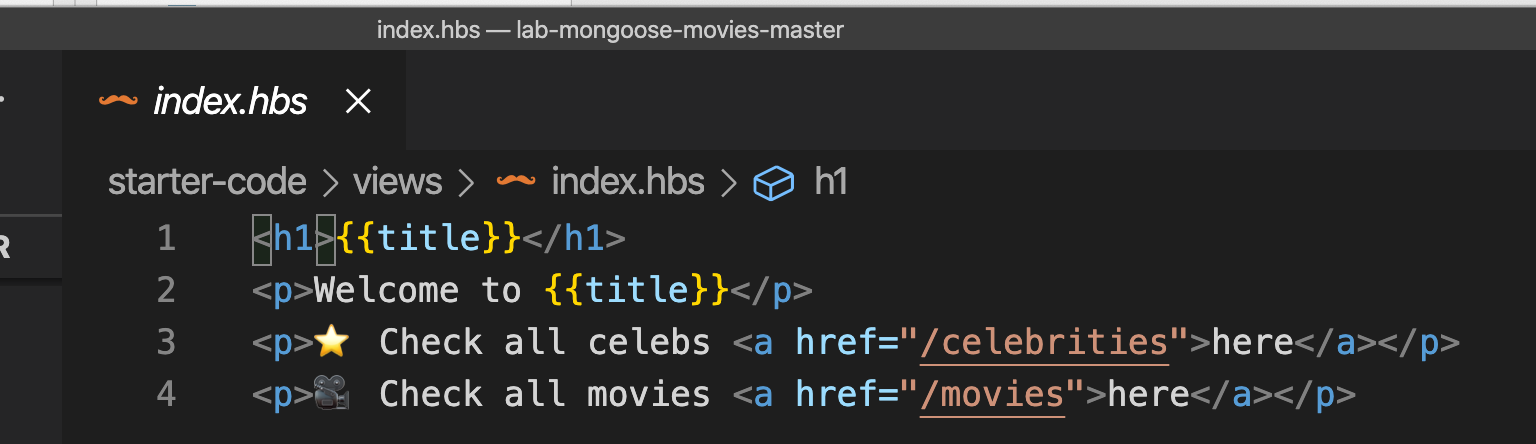 index.hbs — lab-mongoose-movies-master
index.hbs
starter-code > views > index.hbs > h1
R
1 <h1>{{title}}</h1>
2 <p>Welcome to {{title}}</p>
3 <p>⭐ Check all celebs <a href="/celebrities">here</a></p>
4 <p>🎥 Check all movies <a href="/movies">here</a></p>